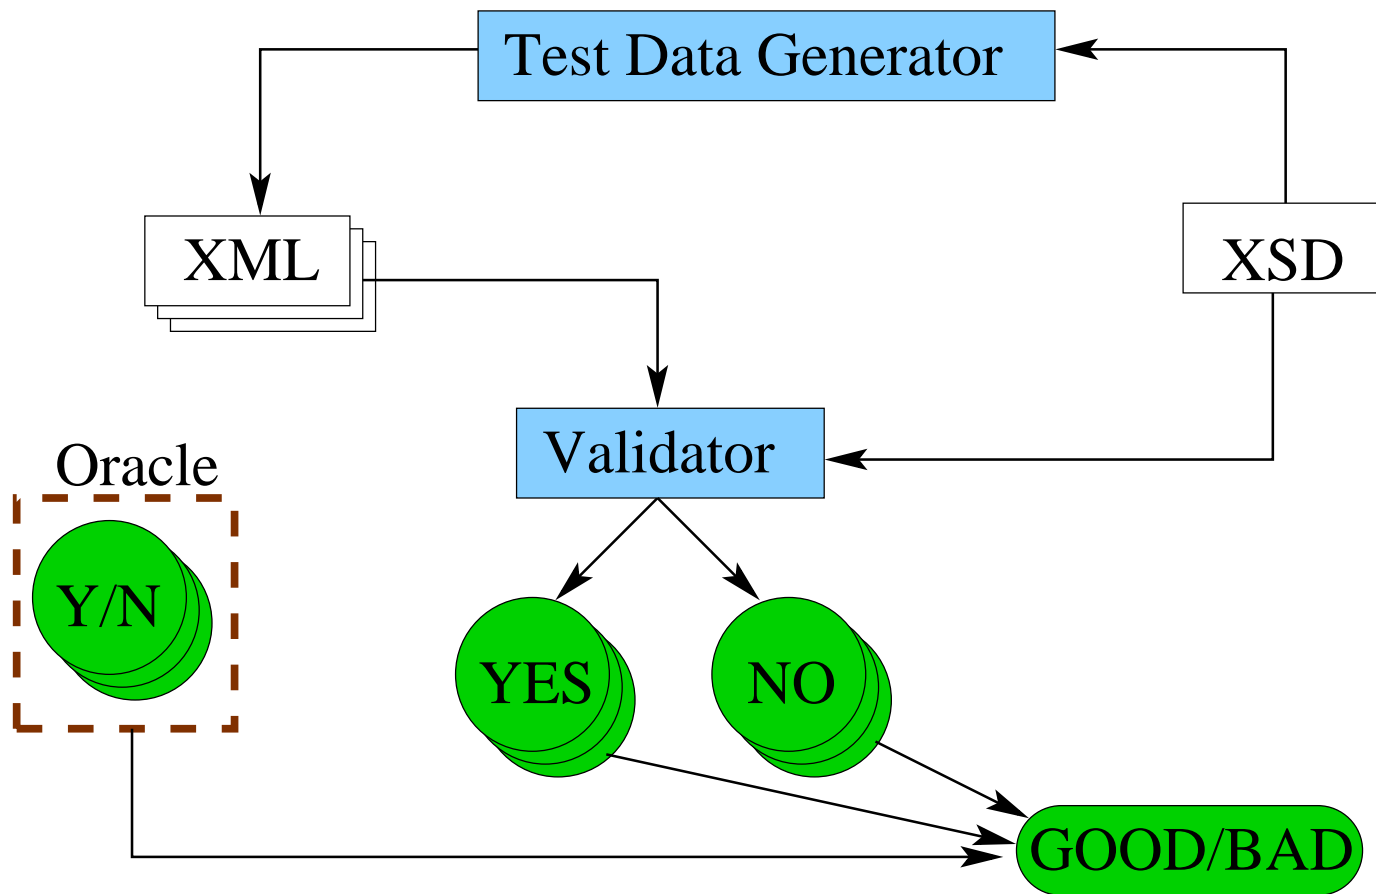 Test Data Generator
XML
XSD
Validator
Oracle
Y/N
YES
NO
GOOD/BAD